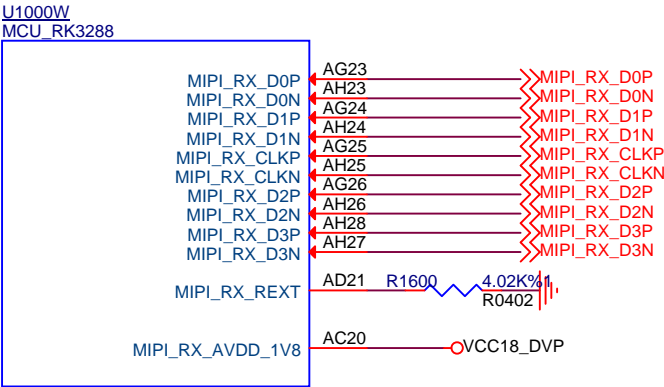 U1000W
MCU_RK3288
MIPI_RX_D0P AG23 MIPI_RX_D0P
MIPI_RX_D0N AH23 MIPI_RX_D0N
MIPI_RX_D1P AG24 MIPI_RX_D1P
MIPI_RX_D1N AH24 MIPI_RX_D1N
MIPI_RX_CLKP AG25 MIPI_RX_CLKP
MIPI_RX_CLKN AH25 MIPI_RX_CLKN
MIPI_RX_D2P AG26 MIPI_RX_D2P
MIPI_RX_D2N AH26 MIPI_RX_D2N
MIPI_RX_D3P AH28 MIPI_RX_D3P
MIPI_RX_D3N AH27 MIPI_RX_D3N
MIPI_RX_REXT AD21 R1600 4.02K%1
R0402
MIPI_RX_AVDD_1V8 AC20 VCC18_DVP